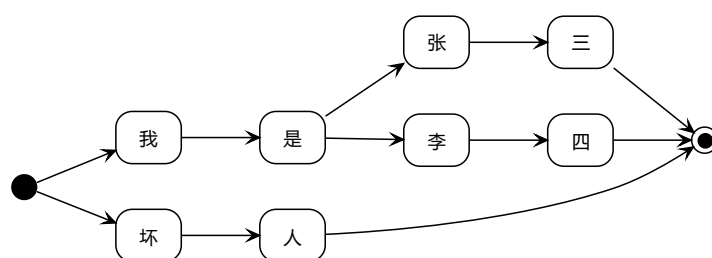 张 三
我 是
李 四
坏 人